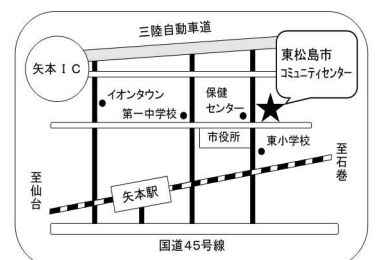 三陸自動車道
矢本IC
東松島市
コミュニティセンター
イオンタウン
保健
センター
第一中学校
市役所
東小学校
至石巻
至仙台
矢本駅
国道45号線